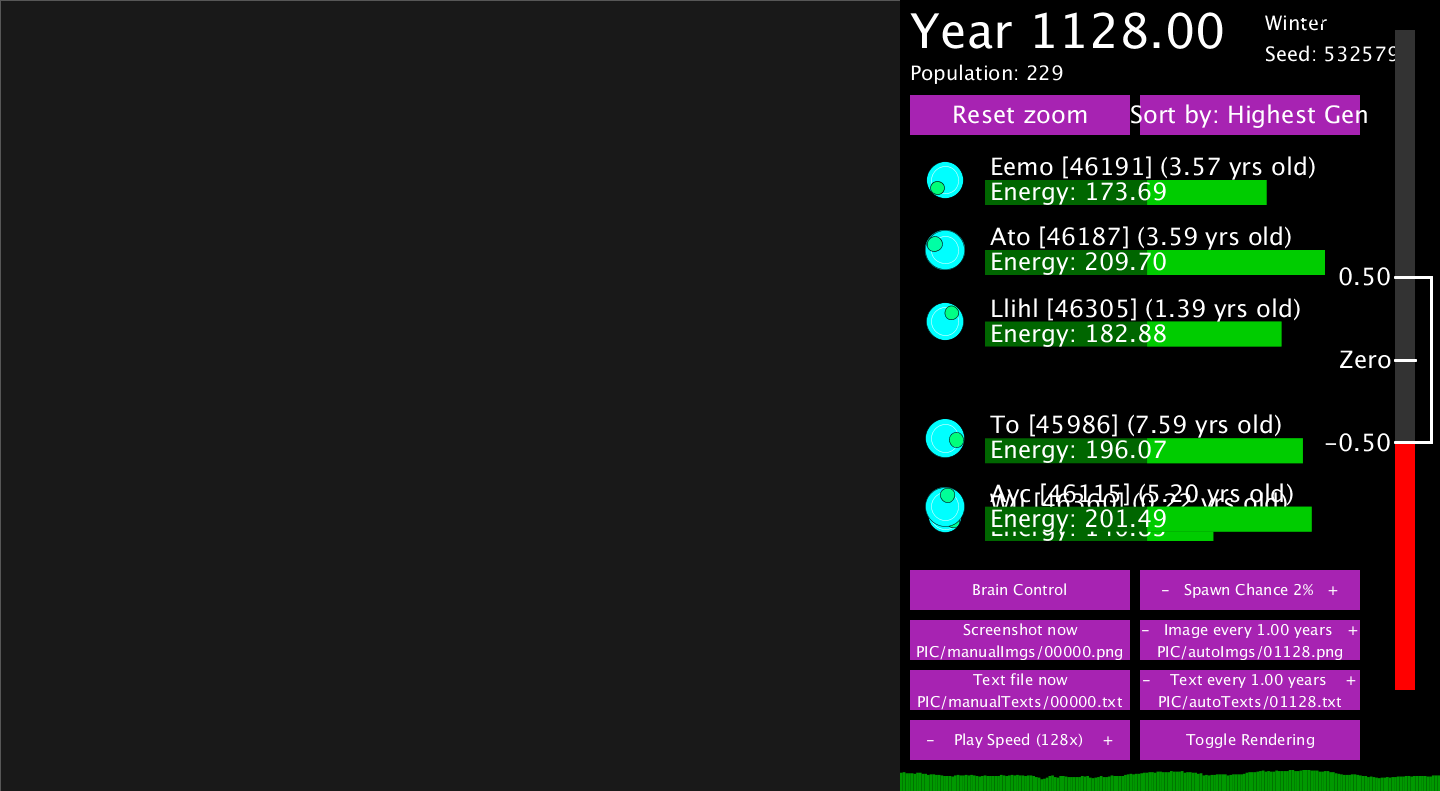 Year 1128.00
Winter
Seed: 532579
Population: 229
Reset zoom
Sort by: Highest Gen
Eemo [46191] (3.57 yrs old)
Energy: 173.69
Ato [46187] (3.59 yrs old)
Energy: 209.70
0.50
Llihl [46305] (1.39 yrs old)
Energy: 182.88
Zero
To [45986] (7.59 yrs old)
-0.50
Energy: 196.07
[46115] (5.20 yrs old)
Energy: 201.49
Brain Control
- Spawn Chance 2% +
Screenshot now
PIC/manualImgs/00000.png
- Image every 1.00 years +
PIC/autoImgs/01128.png
Text file now
PIC/manualTexts/00000.txt
- Text every 1.00 years +
PIC/autoTexts/01128.txt
- Play Speed (128x) +
Toggle Rendering